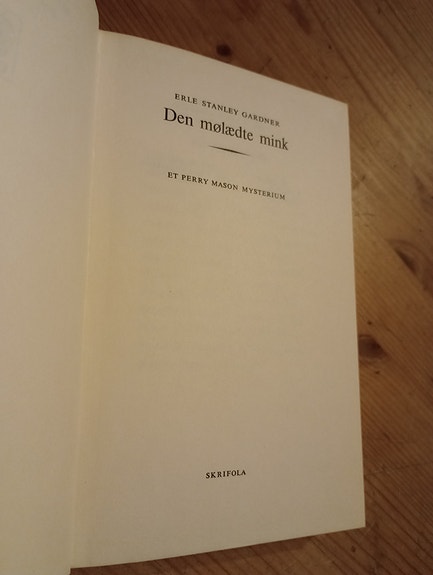 ERLE STANLEY GARDNER
Den mølædte mink
ET PERRY MASON MYSTERIUM
SKRIFOLA